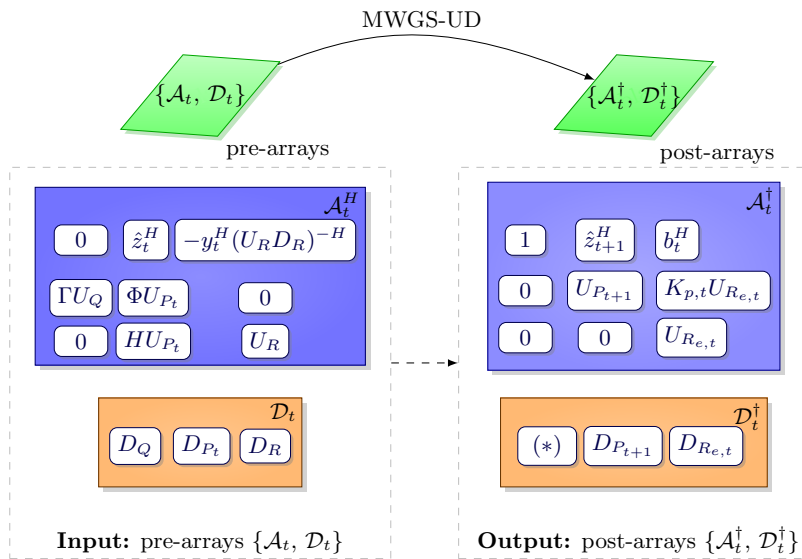 MWGS-UD
{𝒜_t, 𝒟_t}
{𝒜_t^†, 𝒟_t^†}
pre-arrays
post-arrays
𝒜_t^H
0 ẑ_t^H −y_t^H(U_R D_R)^{−H}
ΓU_Q ΦU_{P_t} 0
0 HU_{P_t} U_R
𝒟_t
D_Q D_{P_t} D_R
Input: pre-arrays {𝒜_t, 𝒟_t}
𝒜_t^†
1 ẑ_{t+1}^H b_t^H
0 U_{P_{t+1}} K_{p,t}U_{R_{e,t}}
0 0 U_{R_{e,t}}
𝒟_t^†
(*) D_{P_{t+1}} D_{R_{e,t}}
Output: post-arrays {𝒜_t^†, 𝒟_t^†}